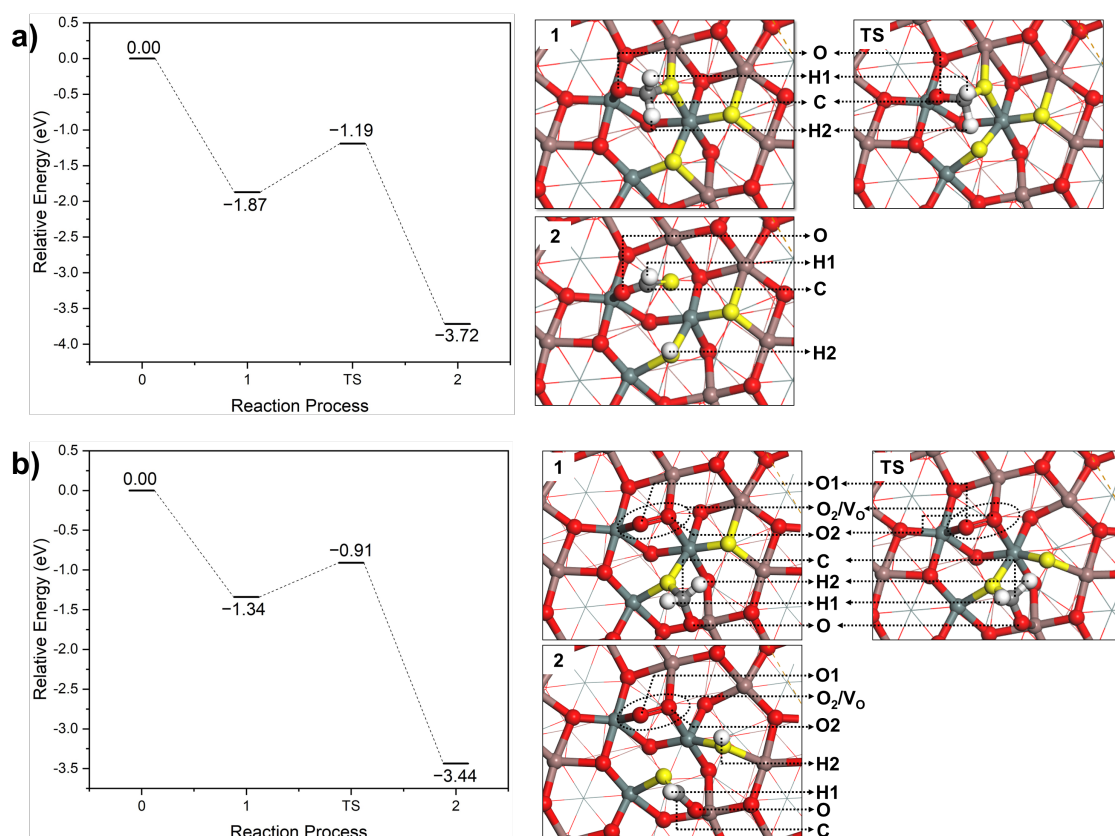 a)
0.5
0.0
-0.5
-1.0
-1.5
-2.0
-2.5
-3.0
-3.5
-4.0
Relative Energy (eV)
0.00
−1.87
−1.19
−3.72
0 1 TS 2
Reaction Process
1
TS
O
H1
C
H2
2
O
H1
C
H2
b)
0.5
0.0
-0.5
-1.0
-1.5
-2.0
-2.5
-3.0
-3.5
Relative Energy (eV)
0.00
−1.34
−0.91
−3.44
0 1 TS 2
Reaction Process
1
TS
O1
O₂/V_O
O2
C
H2
H1
O
2
O1
O₂/V_O
O2
H2
H1
O
C